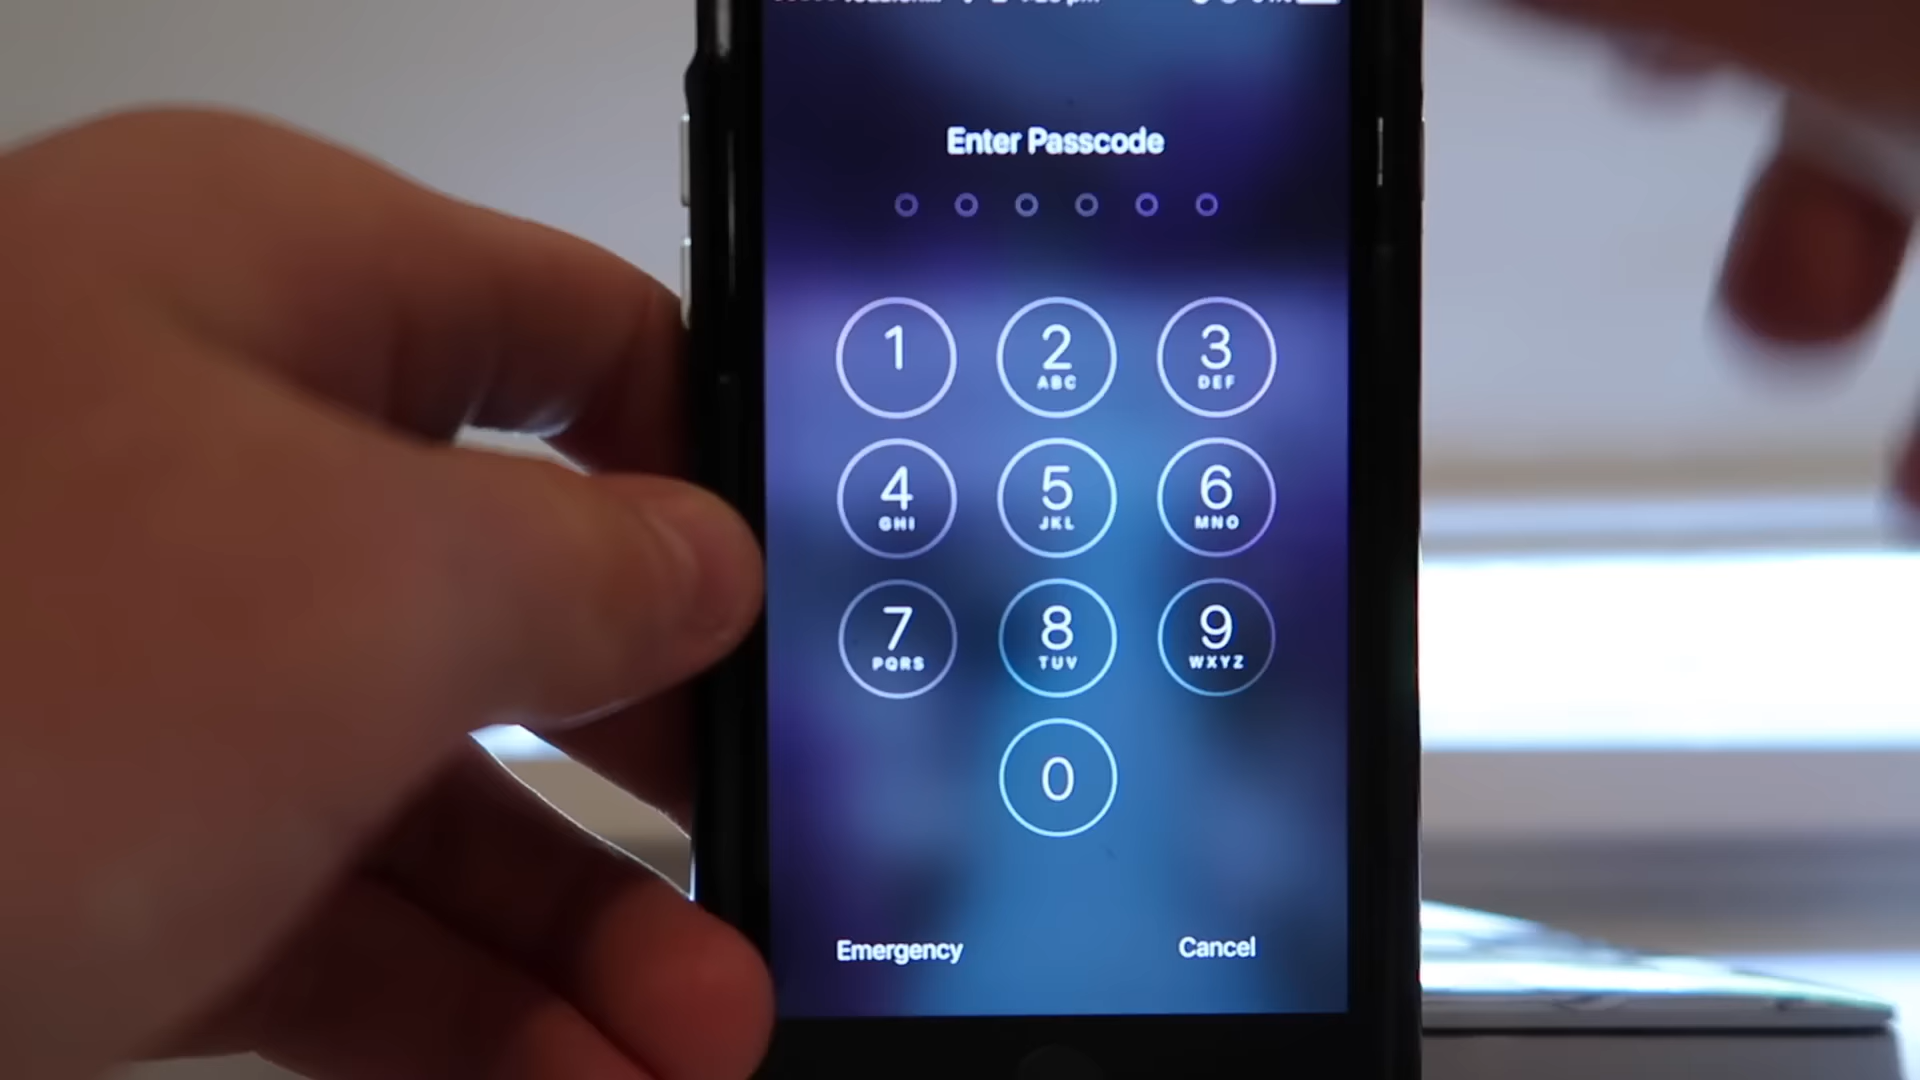 Enter Passcode
1 2 3
ABC DEF
4 5 6
GHI JKL MNO
7 8 9
PQRS TUV WXYZ
0
Emergency Cancel